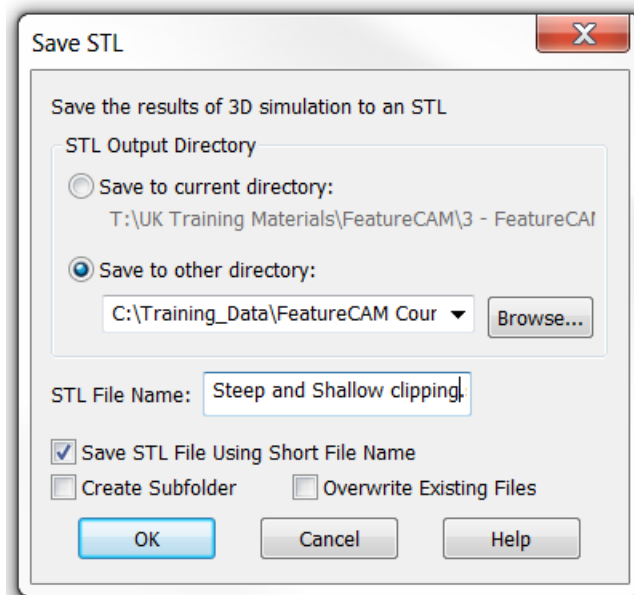 Save STL
Save the results of 3D simulation to an STL
STL Output Directory
Save to current directory:
T:\UK Training Materials\FeatureCAM\3 - FeatureCAM
Save to other directory:
C:\Training_Data\FeatureCAM Cour
Browse...
STL File Name: Steep and Shallow clipping.
Save STL File Using Short File Name
Create Subfolder Overwrite Existing Files
OK Cancel Help